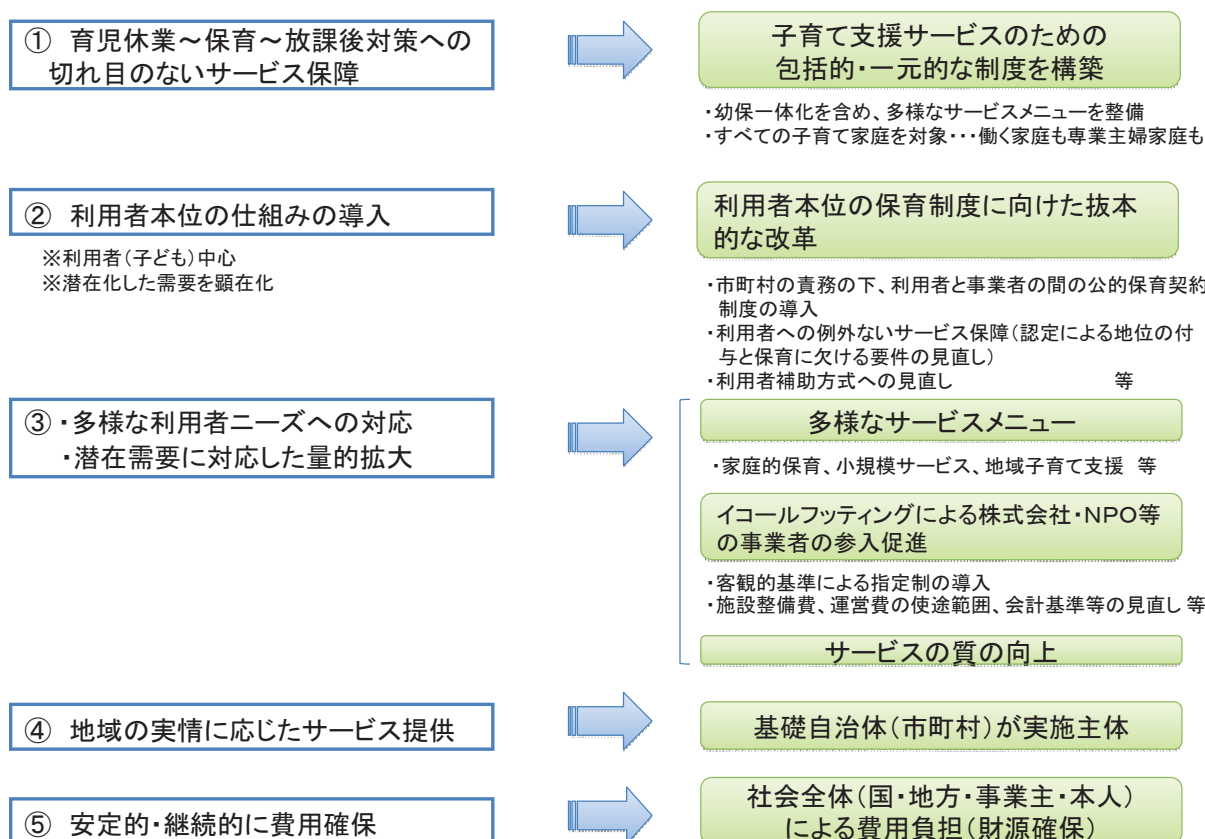 ① 育児休業～保育～放課後対策への
切れ目のないサービス保障
子育て支援サービスのための
包括的・一元的な制度を構築
・幼保一体化を含め、多様なサービスメニューを整備
・すべての子育て家庭を対象・・・働く家庭も専業主婦家庭も
② 利用者本位の仕組みの導入
※利用者（子ども）中心
※潜在化した需要を顕在化
利用者本位の保育制度に向けた抜本
的な改革
・市町村の責務の下、利用者と事業者の間の公的保育契約
制度の導入
・利用者への例外ないサービス保障（認定による地位の付
与と保育に欠ける要件の見直し）
・利用者補助方式への見直し 等
③・多様な利用者ニーズへの対応
・潜在需要に対応した量的拡大
多様なサービスメニュー
・家庭的保育、小規模サービス、地域子育て支援 等
イコールフッティングによる株式会社・ＮＰＯ等
の事業者の参入促進
・客観的基準による指定制の導入
・施設整備費、運営費の使途範囲、会計基準等の見直し 等
サービスの質の向上
④ 地域の実情に応じたサービス提供
基礎自治体（市町村）が実施主体
⑤ 安定的・継続的に費用確保
社会全体（国・地方・事業主・本人）
による費用負担（財源確保）